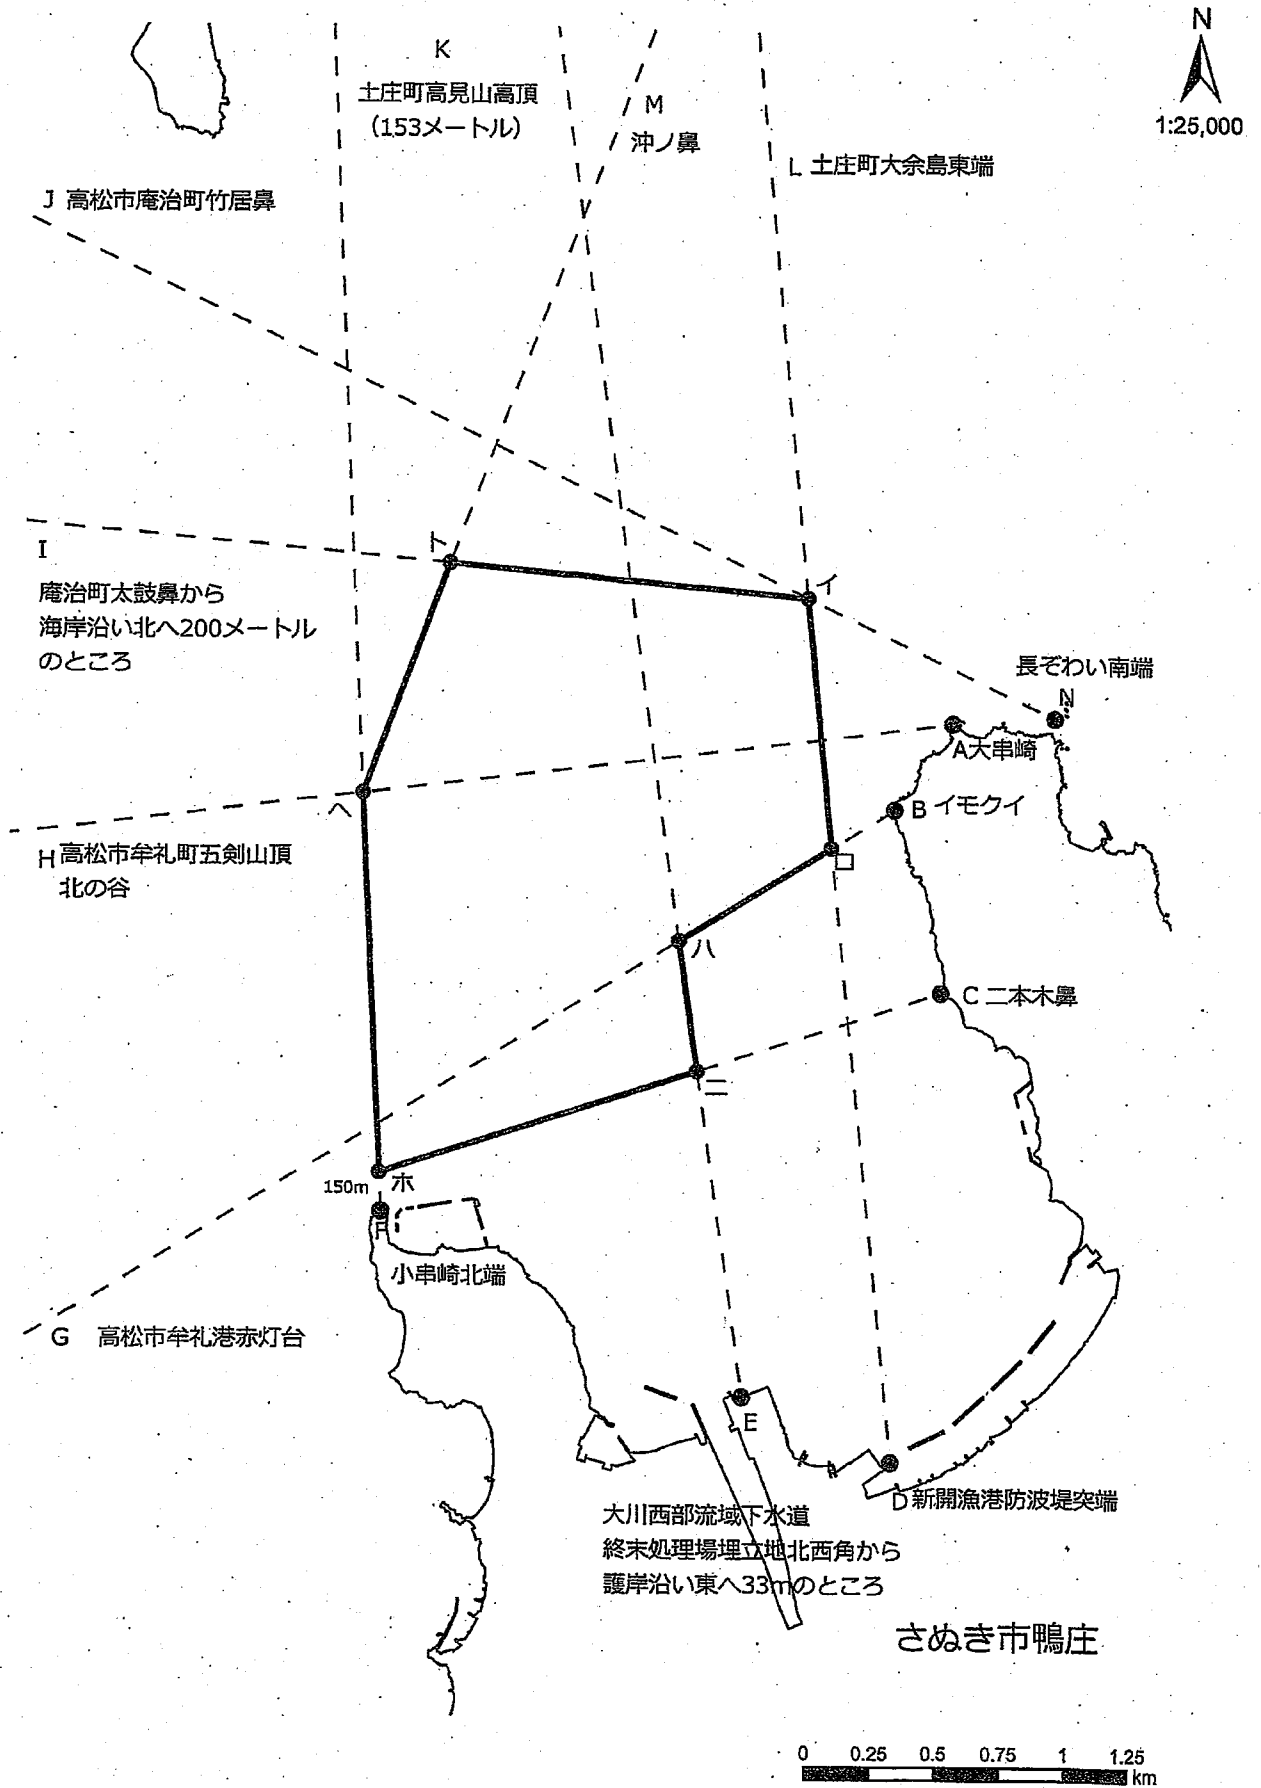 N
1:25,000
K
土庄町高見山高頂
（153メートル）
M
沖ノ鼻
L 土庄町大余島東端
J 高松市庵治町竹居鼻
ト
イ
I
庵治町太鼓鼻から
海岸沿い北へ200メートル
のところ
長ぞわい南端
N
A大串崎
ヘ
B イモクイ
H 高松市牟礼町五剣山頂
北の谷
ロ
ハ
C 二本木鼻
ニ
150m ホ
F
小串崎北端
G 高松市牟礼港赤灯台
E
D 新開漁港防波堤突端
大川西部流域下水道
終末処理場埋立地北西角から
護岸沿い東へ33mのところ
さぬき市鴨庄
0 0.25 0.5 0.75 1 1.25
km